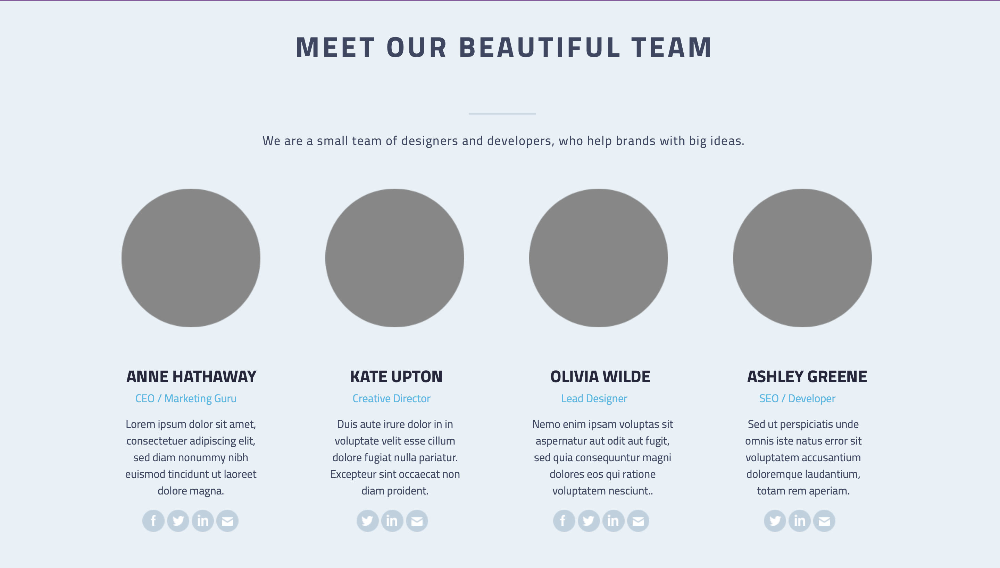 MEET OUR BEAUTIFUL TEAM
We are a small team of designers and developers, who help brands with big ideas.
ANNE HATHAWAY
CEO / Marketing Guru
Lorem ipsum dolor sit amet,
consectetuer adipiscing elit,
sed diam nonummy nibh
euismod tincidunt ut laoreet
dolore magna.
KATE UPTON
Creative Director
Duis aute irure dolor in in
voluptate velit esse cillum
dolore fugiat nulla pariatur.
Excepteur sint occaecat non
diam proident.
OLIVIA WILDE
Lead Designer
Nemo enim ipsam voluptas sit
aspernatur aut odit aut fugit,
sed quia consequuntur magni
dolores eos qui ratione
voluptatem nesciunt..
ASHLEY GREENE
SEO / Developer
Sed ut perspiciatis unde
omnis iste natus error sit
voluptatem accusantium
doloremque laudantium,
totam rem aperiam.